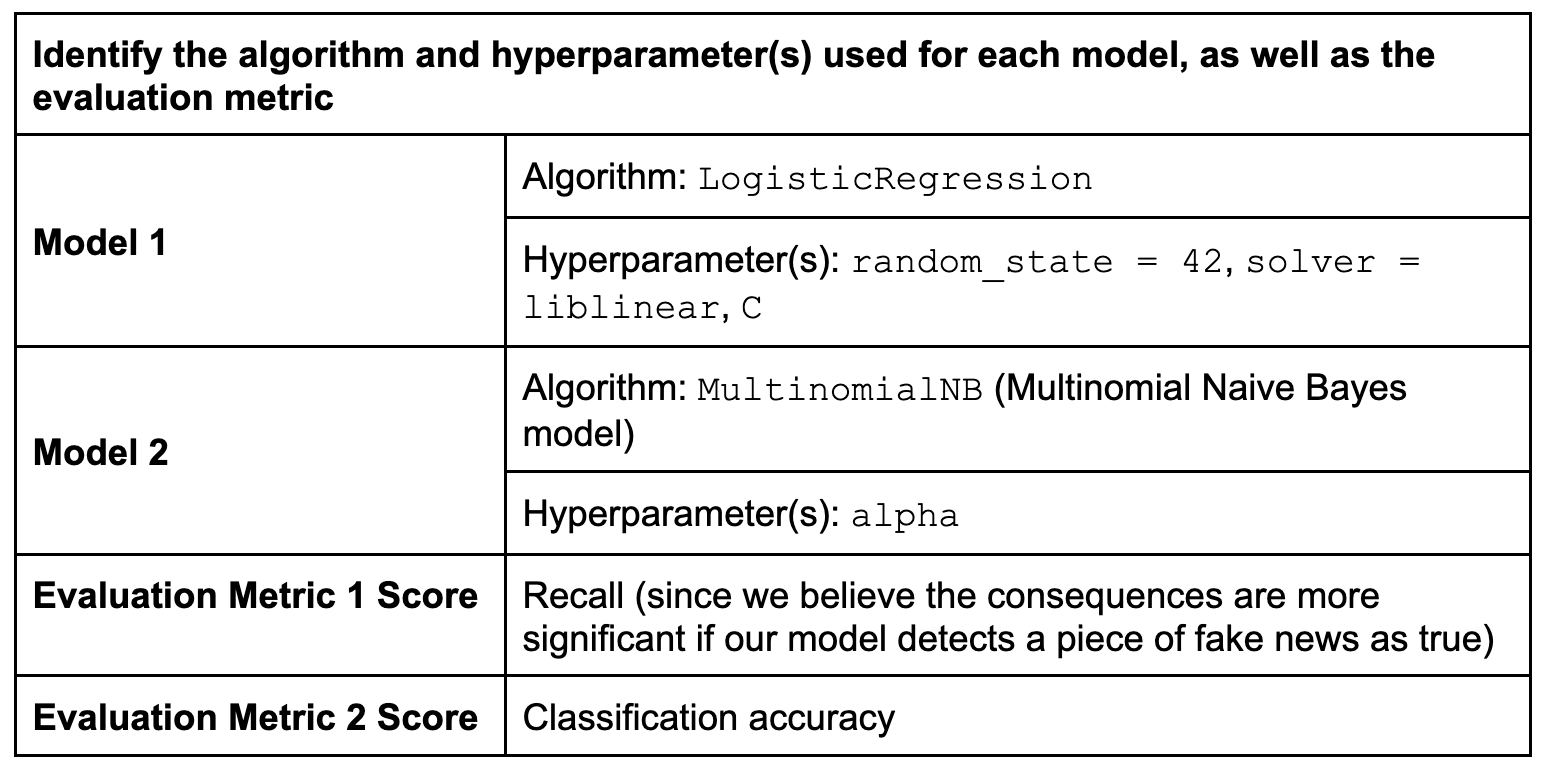 Identify the algorithm and hyperparameter(s) used for each model, as well as the
evaluation metric
Model 1
Algorithm: LogisticRegression
Hyperparameter(s): random_state = 42, solver =
liblinear, C
Model 2
Algorithm: MultinomialNB (Multinomial Naive Bayes
model)
Hyperparameter(s): alpha
Evaluation Metric 1 Score
Recall (since we believe the consequences are more
significant if our model detects a piece of fake news as true)
Evaluation Metric 2 Score
Classification accuracy